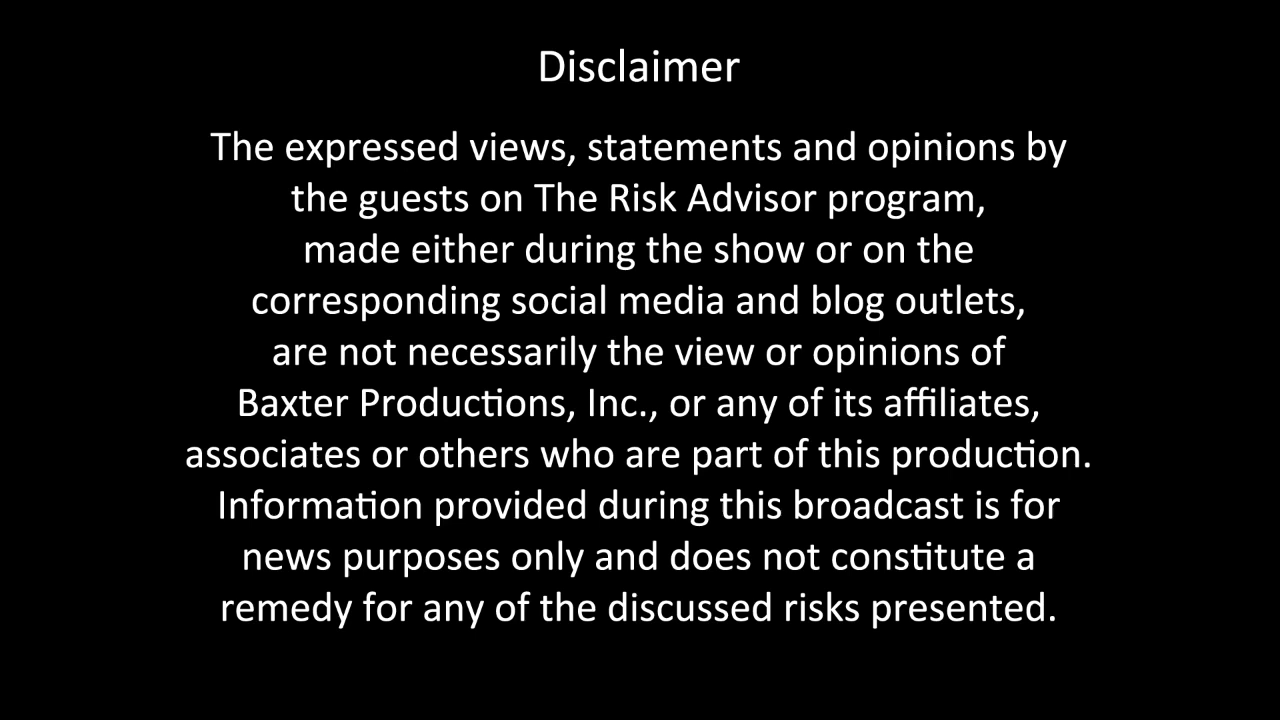 Disclaimer
The expressed views, statements and opinions by
the guests on The Risk Advisor program,
made either during the show or on the
corresponding social media and blog outlets,
are not necessarily the view or opinions of
Baxter Productions, Inc., or any of its affiliates,
associates or others who are part of this production.
Information provided during this broadcast is for
news purposes only and does not constitute a
remedy for any of the discussed risks presented.